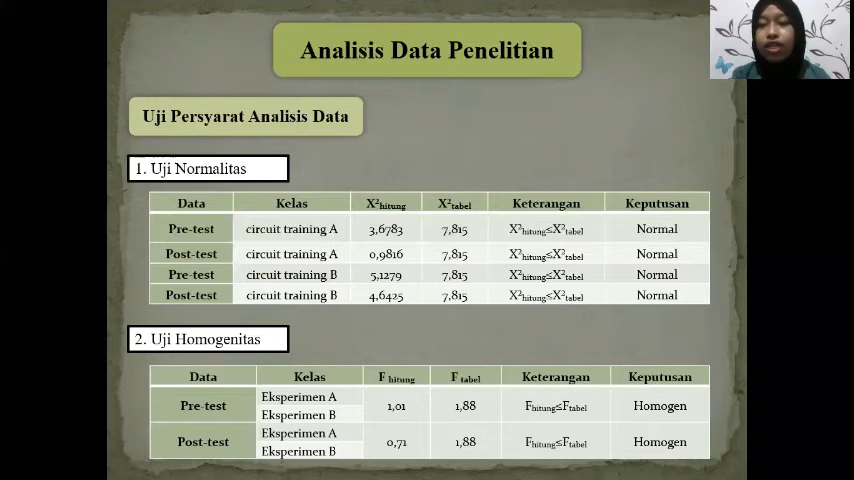 Analisis Data Penelitian
Uji Persyarat Analisis Data
1. Uji Normalitas
Data Kelas X²hitung X²tabel Keterangan Keputusan
Pre-test circuit training A 3,6783 7,815 X²hitung≤X²tabel Normal
Post-test circuit training A 0,9816 7,815 X²hitung≤X²tabel Normal
Pre-test circuit training B 5,1279 7,815 X²hitung≤X²tabel Normal
Post-test circuit training B 4,6425 7,815 X²hitung≤X²tabel Normal
2. Uji Homogenitas
Data Kelas F hitung F tabel Keterangan Keputusan
Pre-test Eksperimen A 1,01 1,88 Fhitung≤Ftabel Homogen
Eksperimen B
Post-test Eksperimen A 0,71 1,88 Fhitung≤Ftabel Homogen
Eksperimen B